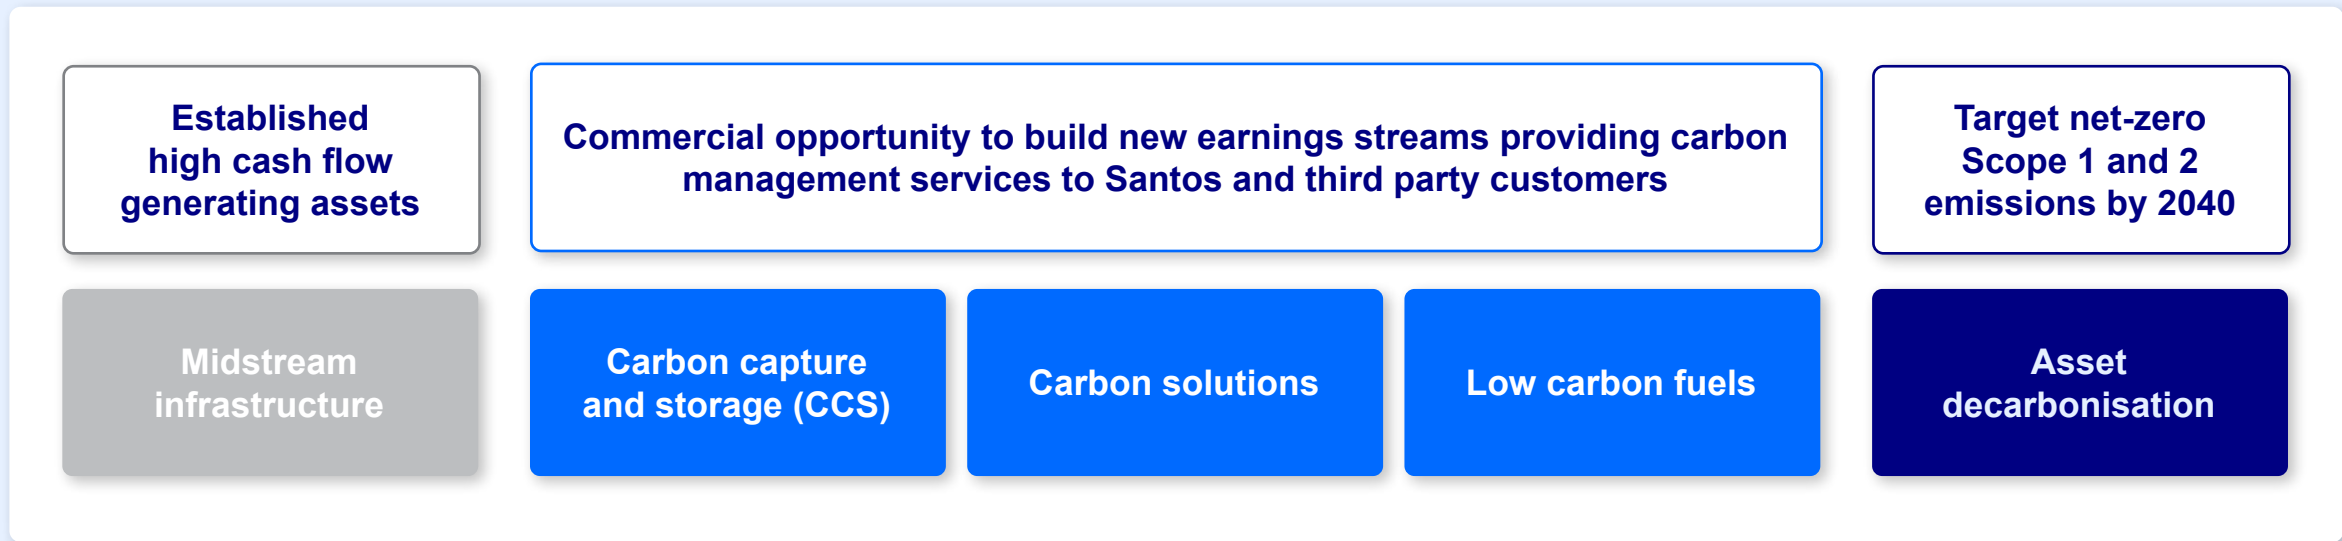 Established
high cash flow
generating assets
Commercial opportunity to build new earnings streams providing carbon
management services to Santos and third party customers
Target net-zero
Scope 1 and 2
emissions by 2040
Midstream
infrastructure
Carbon capture
and storage (CCS)
Carbon solutions
Low carbon fuels
Asset
decarbonisation